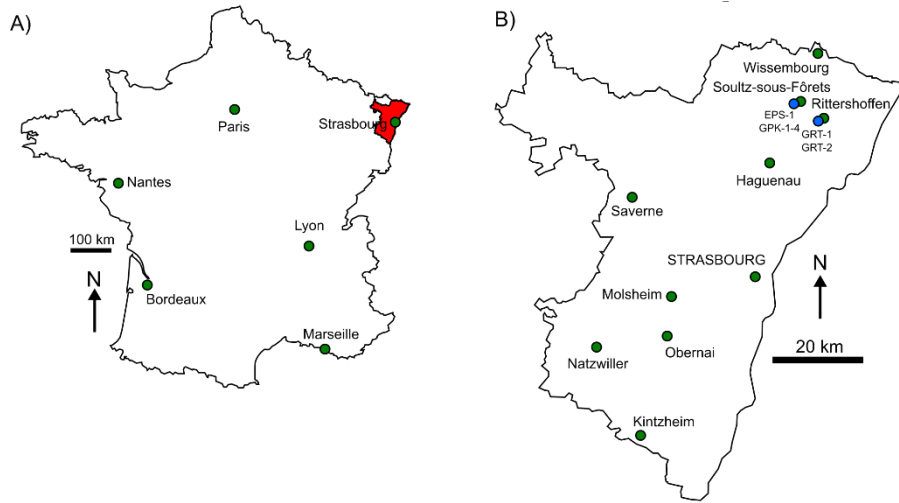 A)
Paris
Strasbourg
Nantes
Lyon
100 km
N
Bordeaux
Marseille
B)
Wissembourg
Soultz-sous-Fôrets
Rittershoffen
EPS-1
GPK-1-4
GRT-1
GRT-2
Haguenau
Saverne
STRASBOURG
N
Molsheim
Obernai
20 km
Natzwiller
Kintzheim